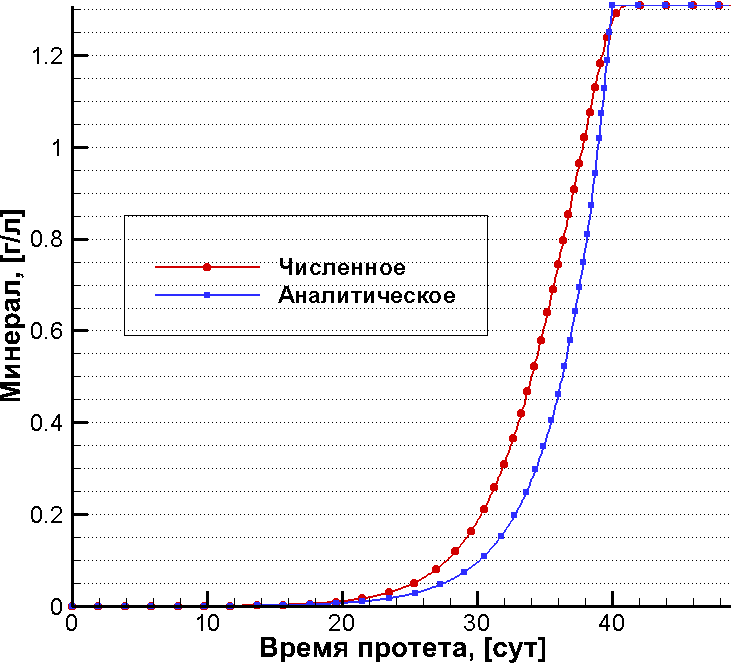 1.2
1
0.8
0.6
0.4
0.2
0
Минерал, [г/л]
Численное
Аналитическое
0 10 20 30 40
Время протета, [сут]